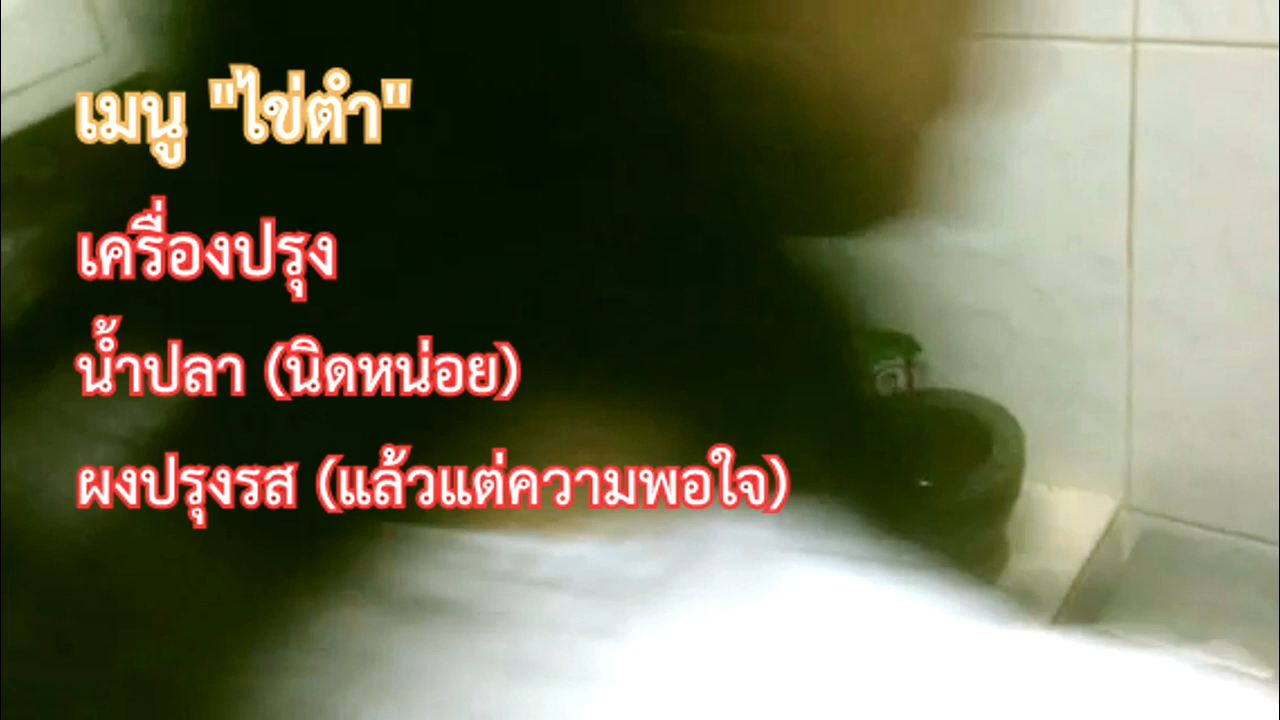 เมนู "ไข่ตำ"
เครื่องปรุง
น้ำปลา (นิดหน่อย)
ผงปรุงรส (แล้วแต่ความพอใจ)